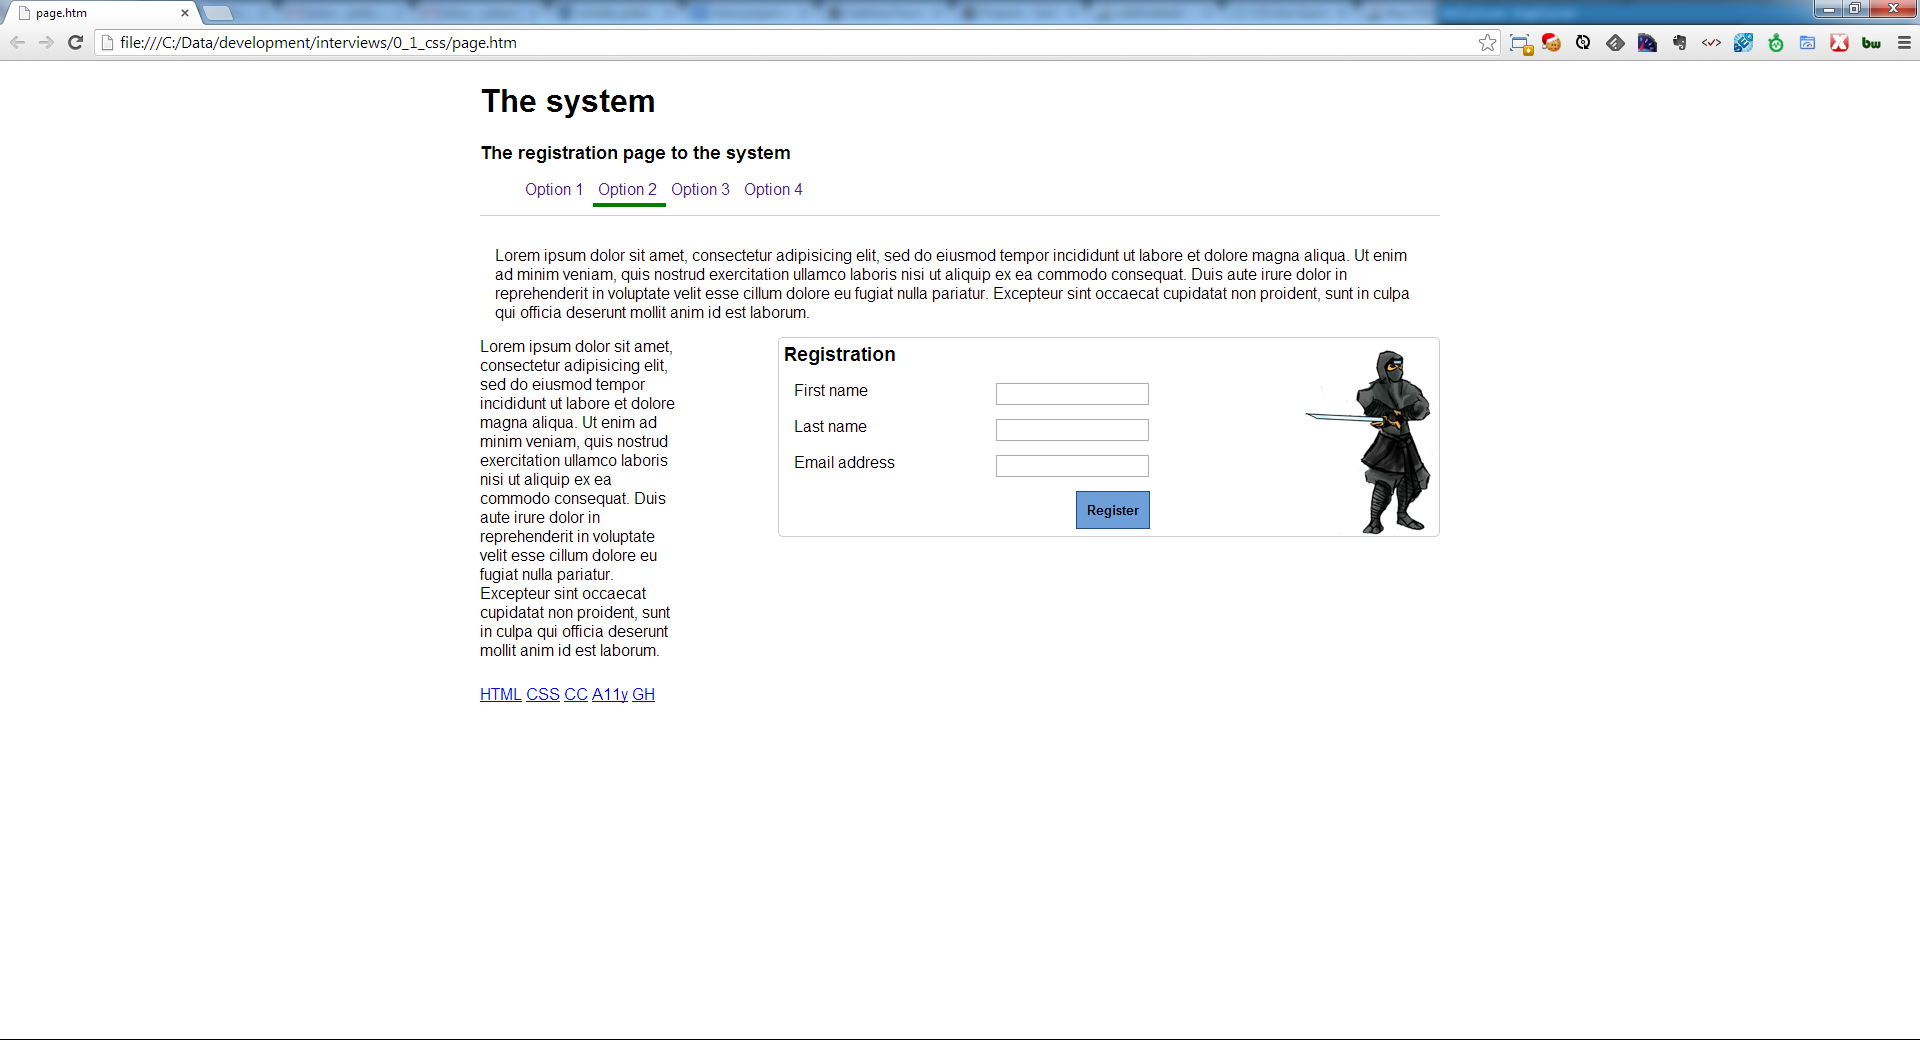 page.htm
file:///C:/Data/development/interviews/0_1_css/page.htm
bw
The system
The registration page to the system
Option 1 Option 2 Option 3 Option 4
Lorem ipsum dolor sit amet, consectetur adipisicing elit, sed do eiusmod tempor incididunt ut labore et dolore magna aliqua. Ut enim
ad minim veniam, quis nostrud exercitation ullamco laboris nisi ut aliquip ex ea commodo consequat. Duis aute irure dolor in
reprehenderit in voluptate velit esse cillum dolore eu fugiat nulla pariatur. Excepteur sint occaecat cupidatat non proident, sunt in culpa
qui officia deserunt mollit anim id est laborum.
Lorem ipsum dolor sit amet,
consectetur adipisicing elit,
sed do eiusmod tempor
incididunt ut labore et dolore
magna aliqua. Ut enim ad
minim veniam, quis nostrud
exercitation ullamco laboris
nisi ut aliquip ex ea
commodo consequat. Duis
aute irure dolor in
reprehenderit in voluptate
velit esse cillum dolore eu
fugiat nulla pariatur.
Excepteur sint occaecat
cupidatat non proident, sunt
in culpa qui officia deserunt
mollit anim id est laborum.
Registration
First name
Last name
Email address
Register
HTML CSS CC A11y GH